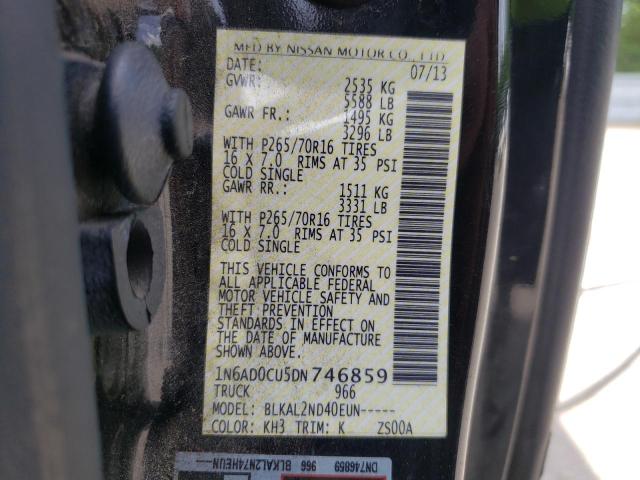 MFD BY NISSAN MOTOR CO., LTD
DATE: 07/13
GVWR: 2535 KG
5588 LB
GAWR FR.: 1495 KG
3296 LB
WITH P265/70R16 TIRES
16 X 7.0 RIMS AT 35 PSI
COLD SINGLE
GAWR RR.: 1511 KG
3331 LB
WITH P265/70R16 TIRES
16 X 7.0 RIMS AT 35 PSI
COLD SINGLE
THIS VEHICLE CONFORMS TO
ALL APPLICABLE FEDERAL
MOTOR VEHICLE SAFETY AND
THEFT PREVENTION
STANDARDS IN EFFECT ON
THE DATE OF MANUFACTURE
SHOWN ABOVE.
1N6AD0CU5DN746859
TRUCK 966
MODEL: BLKAL2ND40EUN-----
COLOR: KH3 TRIM: K ZS00A
DN746859 966 BLKAL2N74HEUN